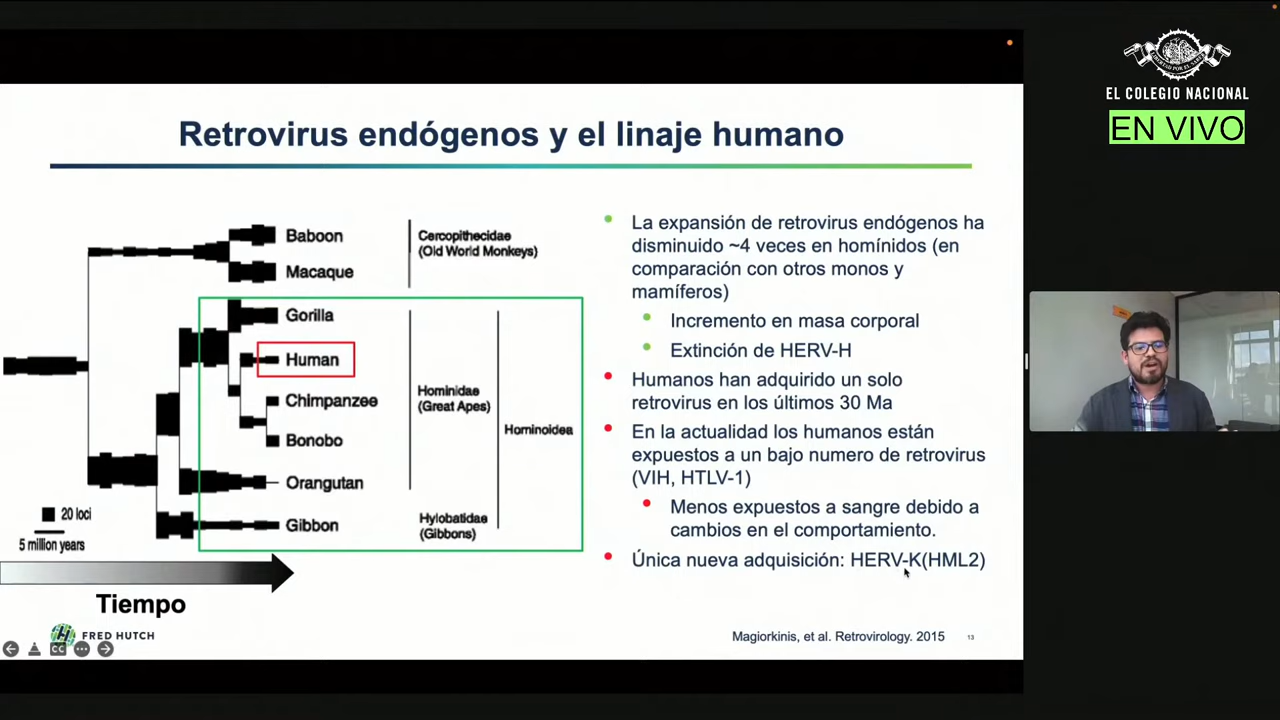 EL COLEGIO NACIONAL
EN VIVO
Retrovirus endógenos y el linaje humano
Baboon
Macaque
Cercopithecidae
(Old World Monkeys)
Gorilla
Human
Chimpanzee
Bonobo
Orangutan
Gibbon
Hominidae
(Great Apes)
Hominoidea
Hylobatidae
(Gibbons)
20 loci
5 million years
Tiempo
La expansión de retrovirus endógenos ha
disminuido ~4 veces en homínidos (en
comparación con otros monos y
mamíferos)
Incremento en masa corporal
Extinción de HERV-H
Humanos han adquirido un solo
retrovirus en los últimos 30 Ma
En la actualidad los humanos están
expuestos a un bajo numero de retrovirus
(VIH, HTLV-1)
Menos expuestos a sangre debido a
cambios en el comportamiento.
Única nueva adquisición: HERV-K(HML2)
FRED HUTCH
CC
Magiorkinis, et al. Retrovirology. 2015
13